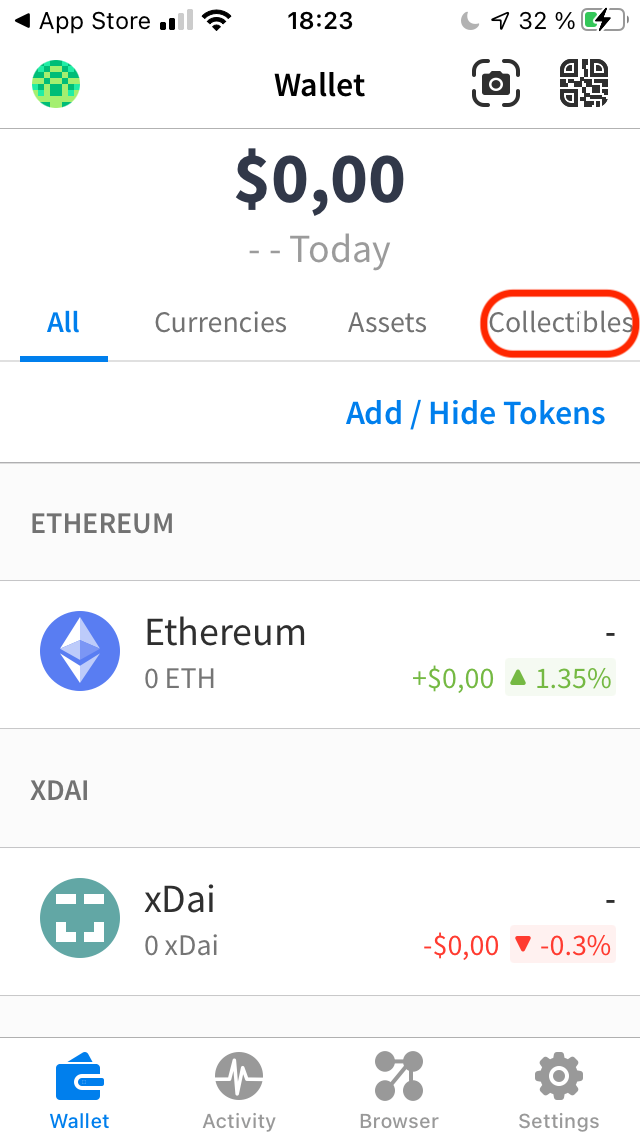 ◀ App Store 18:23 32 %
Wallet
$0,00
- - Today
All Currencies Assets Collectibles
Add / Hide Tokens
ETHEREUM
Ethereum -
0 ETH +$0,00 ▲ 1.35%
XDAI
xDai -
0 xDai -$0,00 ▼ -0.3%
Wallet Activity Browser Settings